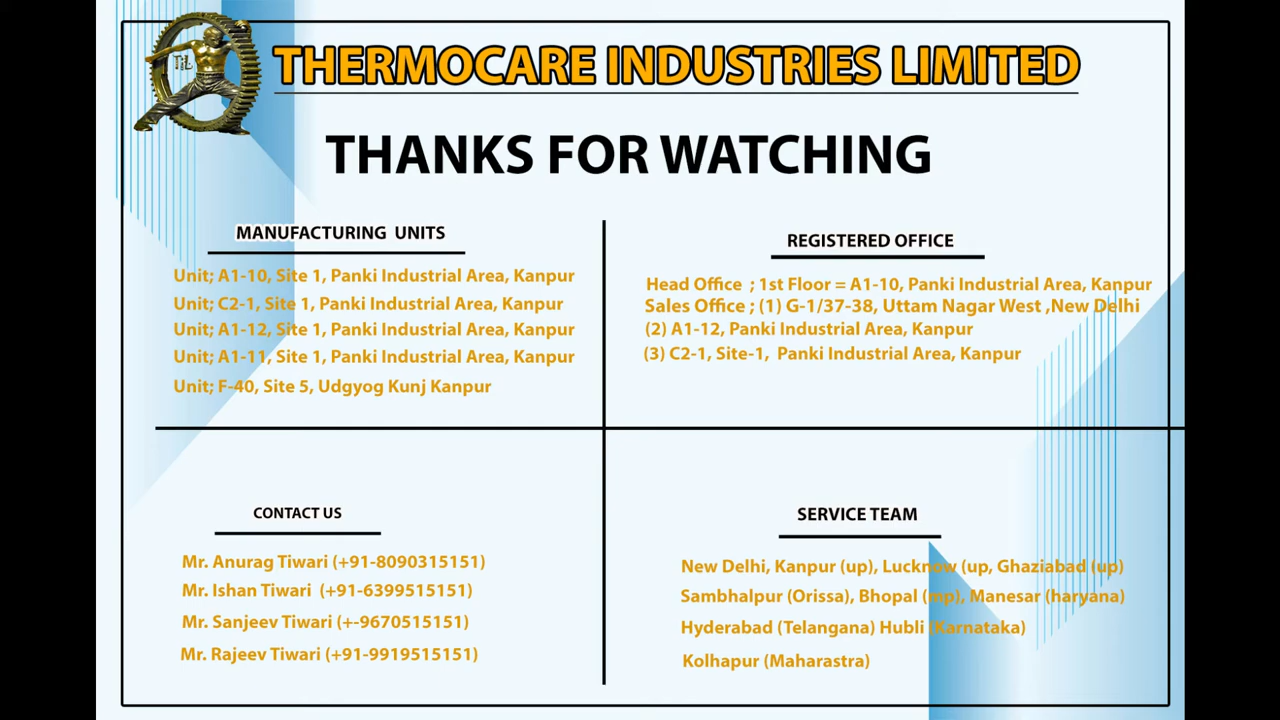 TiL
THERMOCARE INDUSTRIES LIMITED
THANKS FOR WATCHING
MANUFACTURING UNITS
Unit; A1-10, Site 1, Panki Industrial Area, Kanpur
Unit; C2-1, Site 1, Panki Industrial Area, Kanpur
Unit; A1-12, Site 1, Panki Industrial Area, Kanpur
Unit; A1-11, Site 1, Panki Industrial Area, Kanpur
Unit; F-40, Site 5, Udgyog Kunj Kanpur
REGISTERED OFFICE
Head Office ; 1st Floor = A1-10, Panki Industrial Area, Kanpur
Sales Office ; (1) G-1/37-38, Uttam Nagar West ,New Delhi
(2) A1-12, Panki Industrial Area, Kanpur
(3) C2-1, Site-1, Panki Industrial Area, Kanpur
CONTACT US
Mr. Anurag Tiwari (+91-8090315151)
Mr. Ishan Tiwari (+91-6399515151)
Mr. Sanjeev Tiwari (+-9670515151)
Mr. Rajeev Tiwari (+91-9919515151)
SERVICE TEAM
New Delhi, Kanpur (up), Lucknow (up, Ghaziabad (up)
Sambhalpur (Orissa), Bhopal (mp), Manesar (haryana)
Hyderabad (Telangana) Hubli (Karnataka)
Kolhapur (Maharastra)